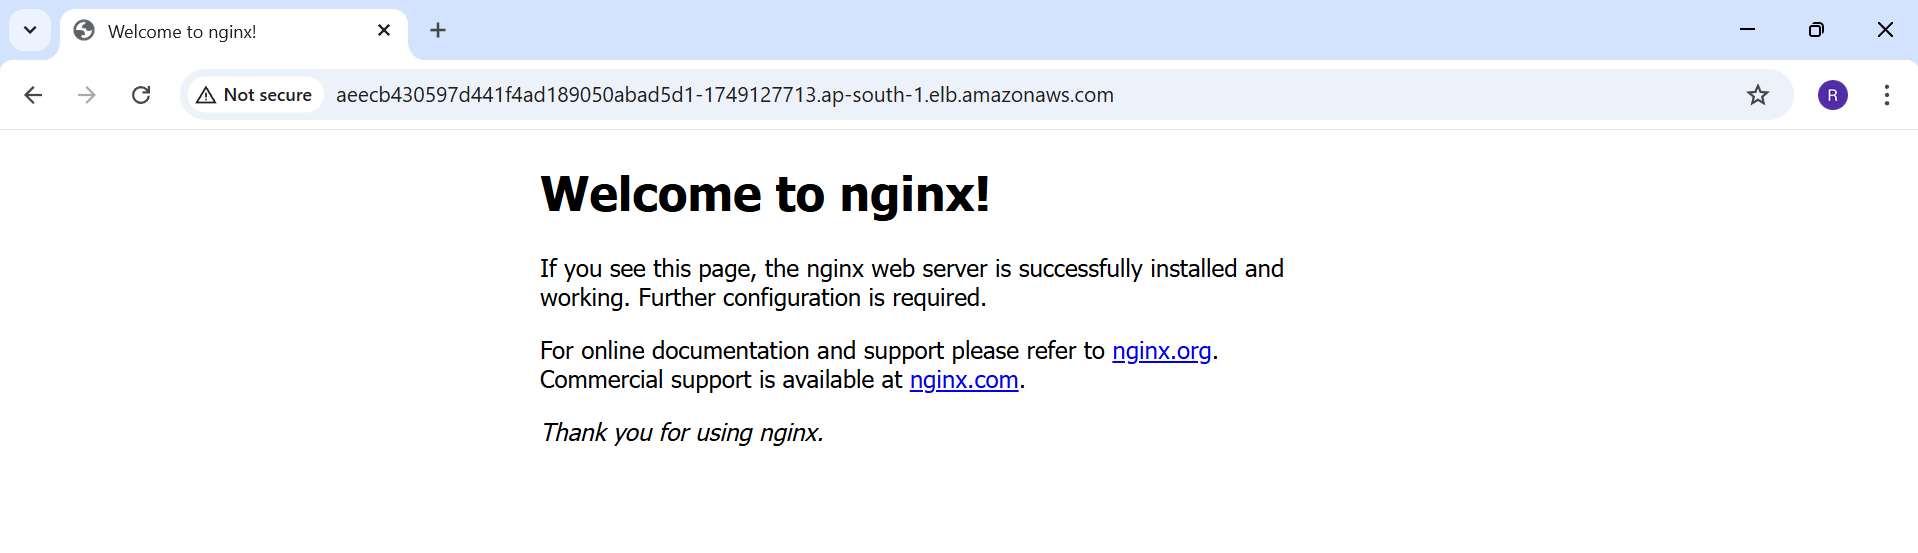 Welcome to nginx!
Not secure
aeecb430597d441f4ad189050abad5d1-1749127713.ap-south-1.elb.amazonaws.com
R
Welcome to nginx!
If you see this page, the nginx web server is successfully installed and
working. Further configuration is required.
For online documentation and support please refer to nginx.org.
Commercial support is available at nginx.com.
Thank you for using nginx.